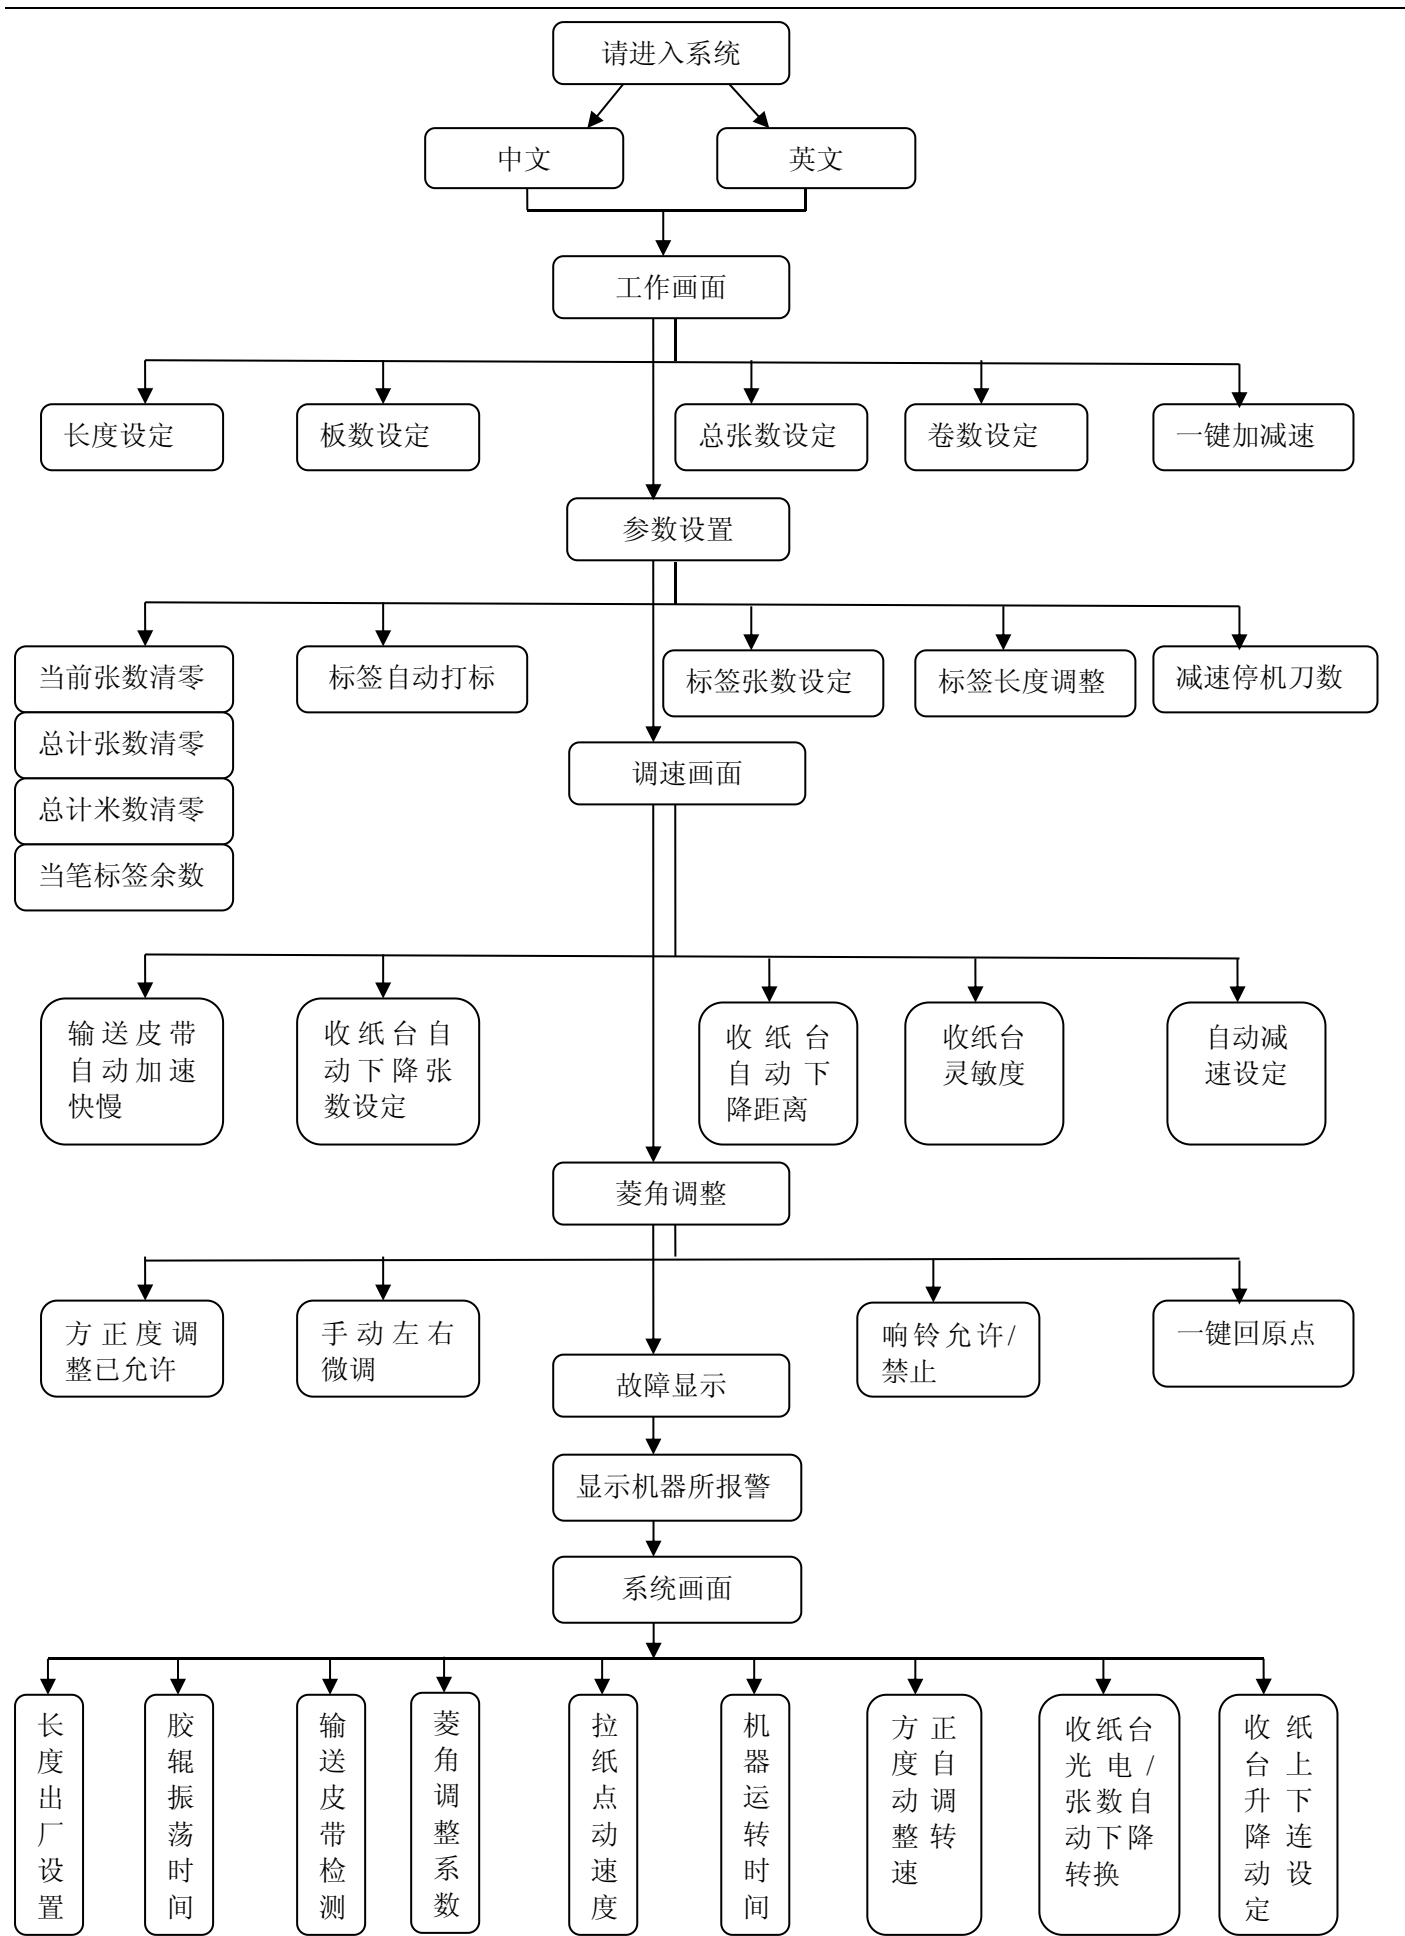 请进入系统
中文
英文
工作画面
长度设定
板数设定
总张数设定
卷数设定
一键加减速
参数设置
当前张数清零
标签自动打标
标签张数设定
标签长度调整
减速停机刀数
总计张数清零
总计米数清零
当笔标签余数
调速画面
输送皮带
自动加速
快慢
收纸台自
动下降张
数设定
收纸台
自动下
降距离
收纸台
灵敏度
自动减
速设定
菱角调整
方正度调
整已允许
手动左右
微调
响铃允许/
禁止
一键回原点
故障显示
显示机器所报警
系统画面
长
度
出
厂
设
置
胶
辊
振
荡
时
间
输
送
皮
带
检
测
菱
角
调
整
系
数
拉
纸
点
动
速
度
机
器
运
转
时
间
方正
度自
动调
整转
速
收纸台
光电/
张数自
动下降
转换
收纸
台上
升下
降连
动设
定